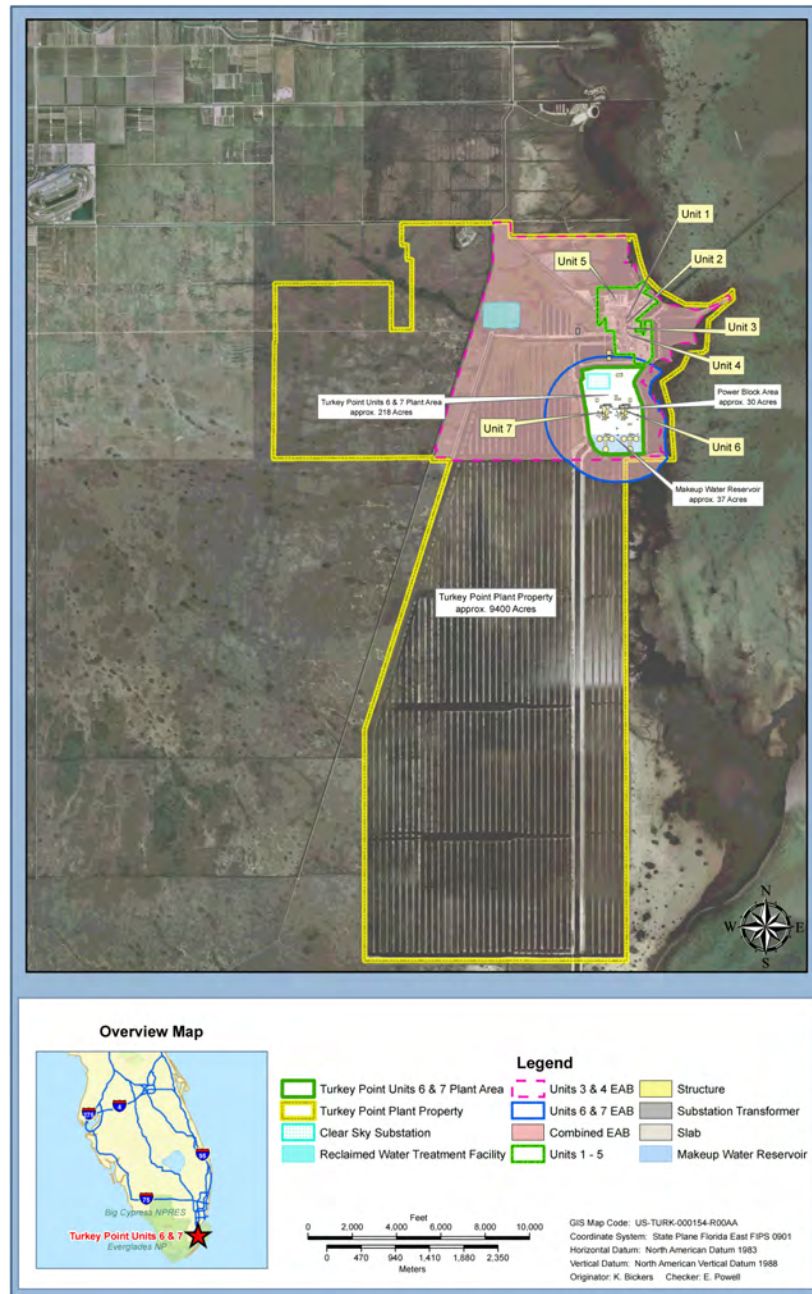 Unit 1
Unit 5
Unit 2
Unit 3
Unit 4
Turkey Point Units 6 & 7 Plant Area
approx. 218 Acres
Power Block Area
approx. 30 Acres
Unit 7
Unit 6
Makeup Water Reservoir
approx. 37 Acres
Turkey Point Plant Property
approx. 9400 Acres
N
W
E
S
Overview Map
275
4
95
75
Big Cypress NPRES
Turkey Point Units 6 & 7
Everglades NP
Legend
Turkey Point Units 6 & 7 Plant Area
Turkey Point Plant Property
Clear Sky Substation
Reclaimed Water Treatment Facility
Units 3 & 4 EAB
Units 6 & 7 EAB
Combined EAB
Units 1 - 5
Structure
Substation Transformer
Slab
Makeup Water Reservoir
Feet
0 2,000 4,000 6,000 8,000 10,000
0 470 940 1,410 1,880 2,350
Meters
GIS Map Code: US-TURK-000154-R00AA
Coordinate System: State Plane Florida East FIPS 0901
Horizontal Datum: North American Datum 1983
Vertical Datum: North American Vertical Datum 1988
Originator: K. Bickers Checker: E. Powell